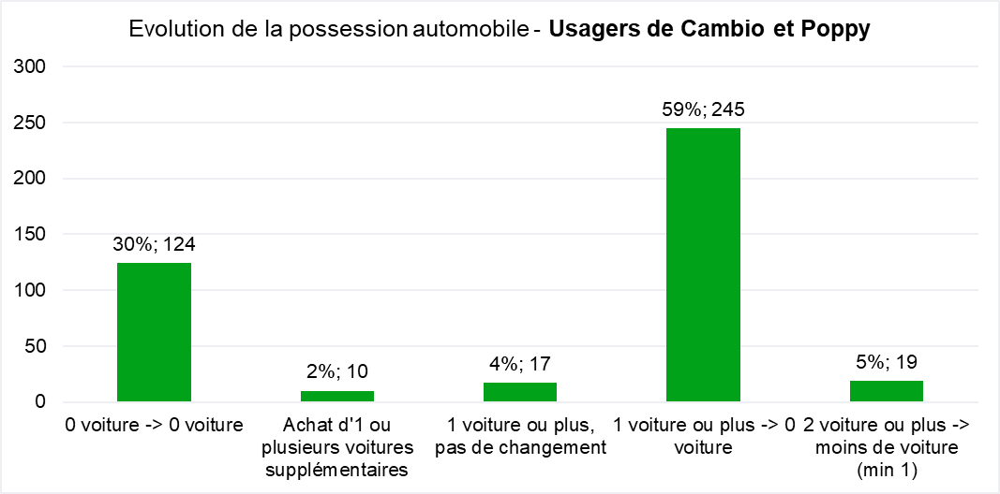 Evolution de la possession automobile - Usagers de Cambio et Poppy
300
250
200
150
100
50
0
30%; 124
2%; 10
4%; 17
59%; 245
5%; 19
0 voiture -> 0 voiture
Achat d'1 ou
plusieurs voitures
supplémentaires
1 voiture ou plus,
pas de changement
1 voiture ou plus -> 0
voiture
2 voiture ou plus ->
moins de voiture
(min 1)